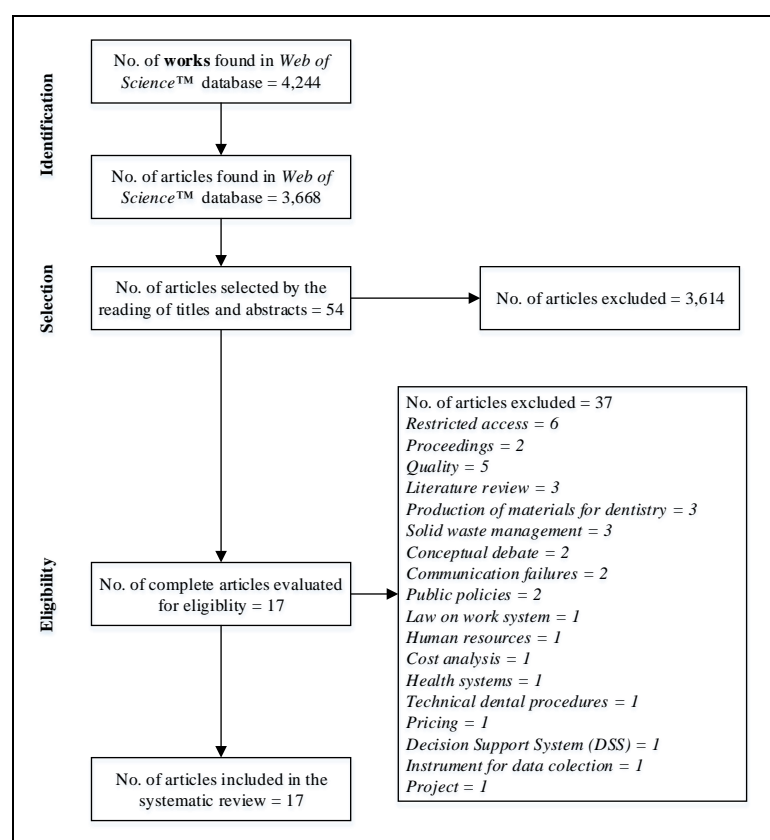 Identification
No. of works found in Web of
Science™ database = 4,244
No. of articles found in Web of
Science™ database = 3,668
Selection
No. of articles selected by the
reading of titles and abstracts = 54
No. of articles excluded = 3,614
Eligibility
No. of complete articles evaluated
for eligiblity = 17
No. of articles excluded = 37
Restricted access = 6
Proceedings = 2
Quality = 5
Literature review = 3
Production of materials for dentistry = 3
Solid waste management = 3
Conceptual debate = 2
Communication failures = 2
Public policies = 2
Law on work system = 1
Human resources = 1
Cost analysis = 1
Health systems = 1
Technical dental procedures = 1
Pricing = 1
Decision Support System (DSS) = 1
Instrument for data colection = 1
Project = 1
No. of articles included in the
systematic review = 17